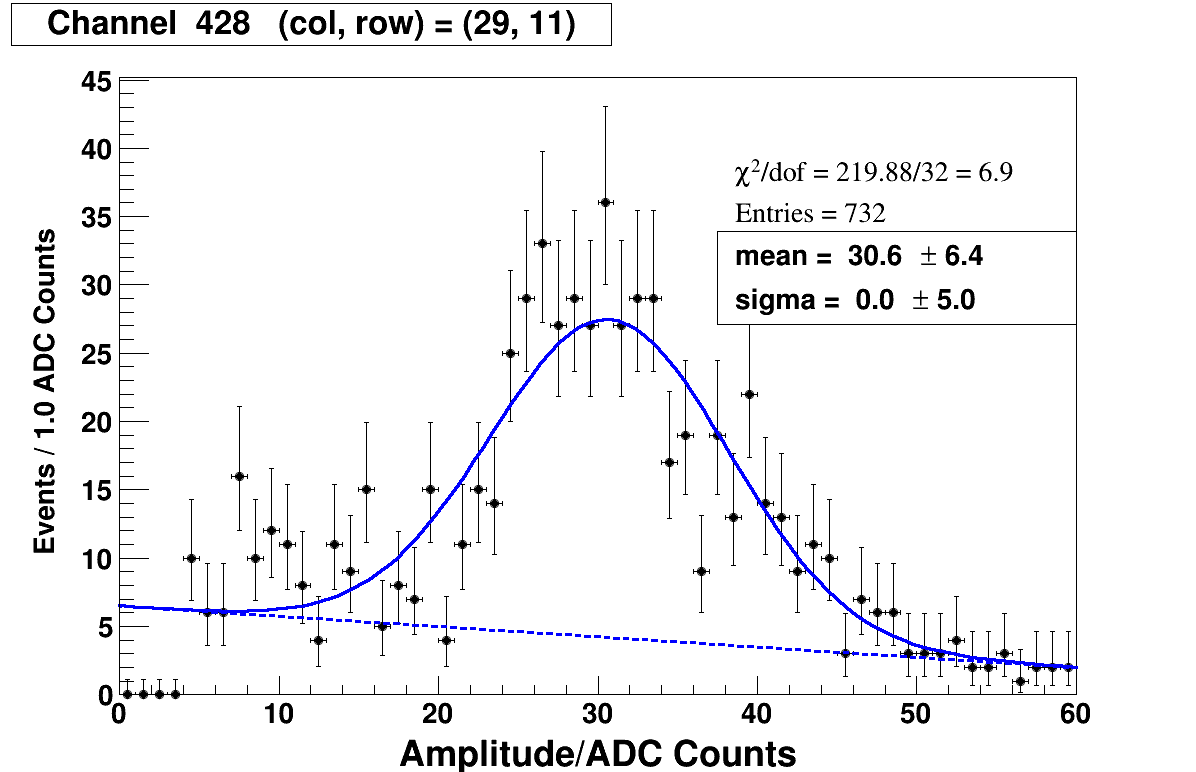 Channel 428 (col, row) = (29, 11)
45
40
35
30
25
20
15
10
5
0
Events / 1.0 ADC Counts
χ²/dof = 219.88/32 = 6.9
Entries = 732
mean = 30.6 ± 6.4
sigma = 0.0 ± 5.0
0 10 20 30 40 50 60
Amplitude/ADC Counts